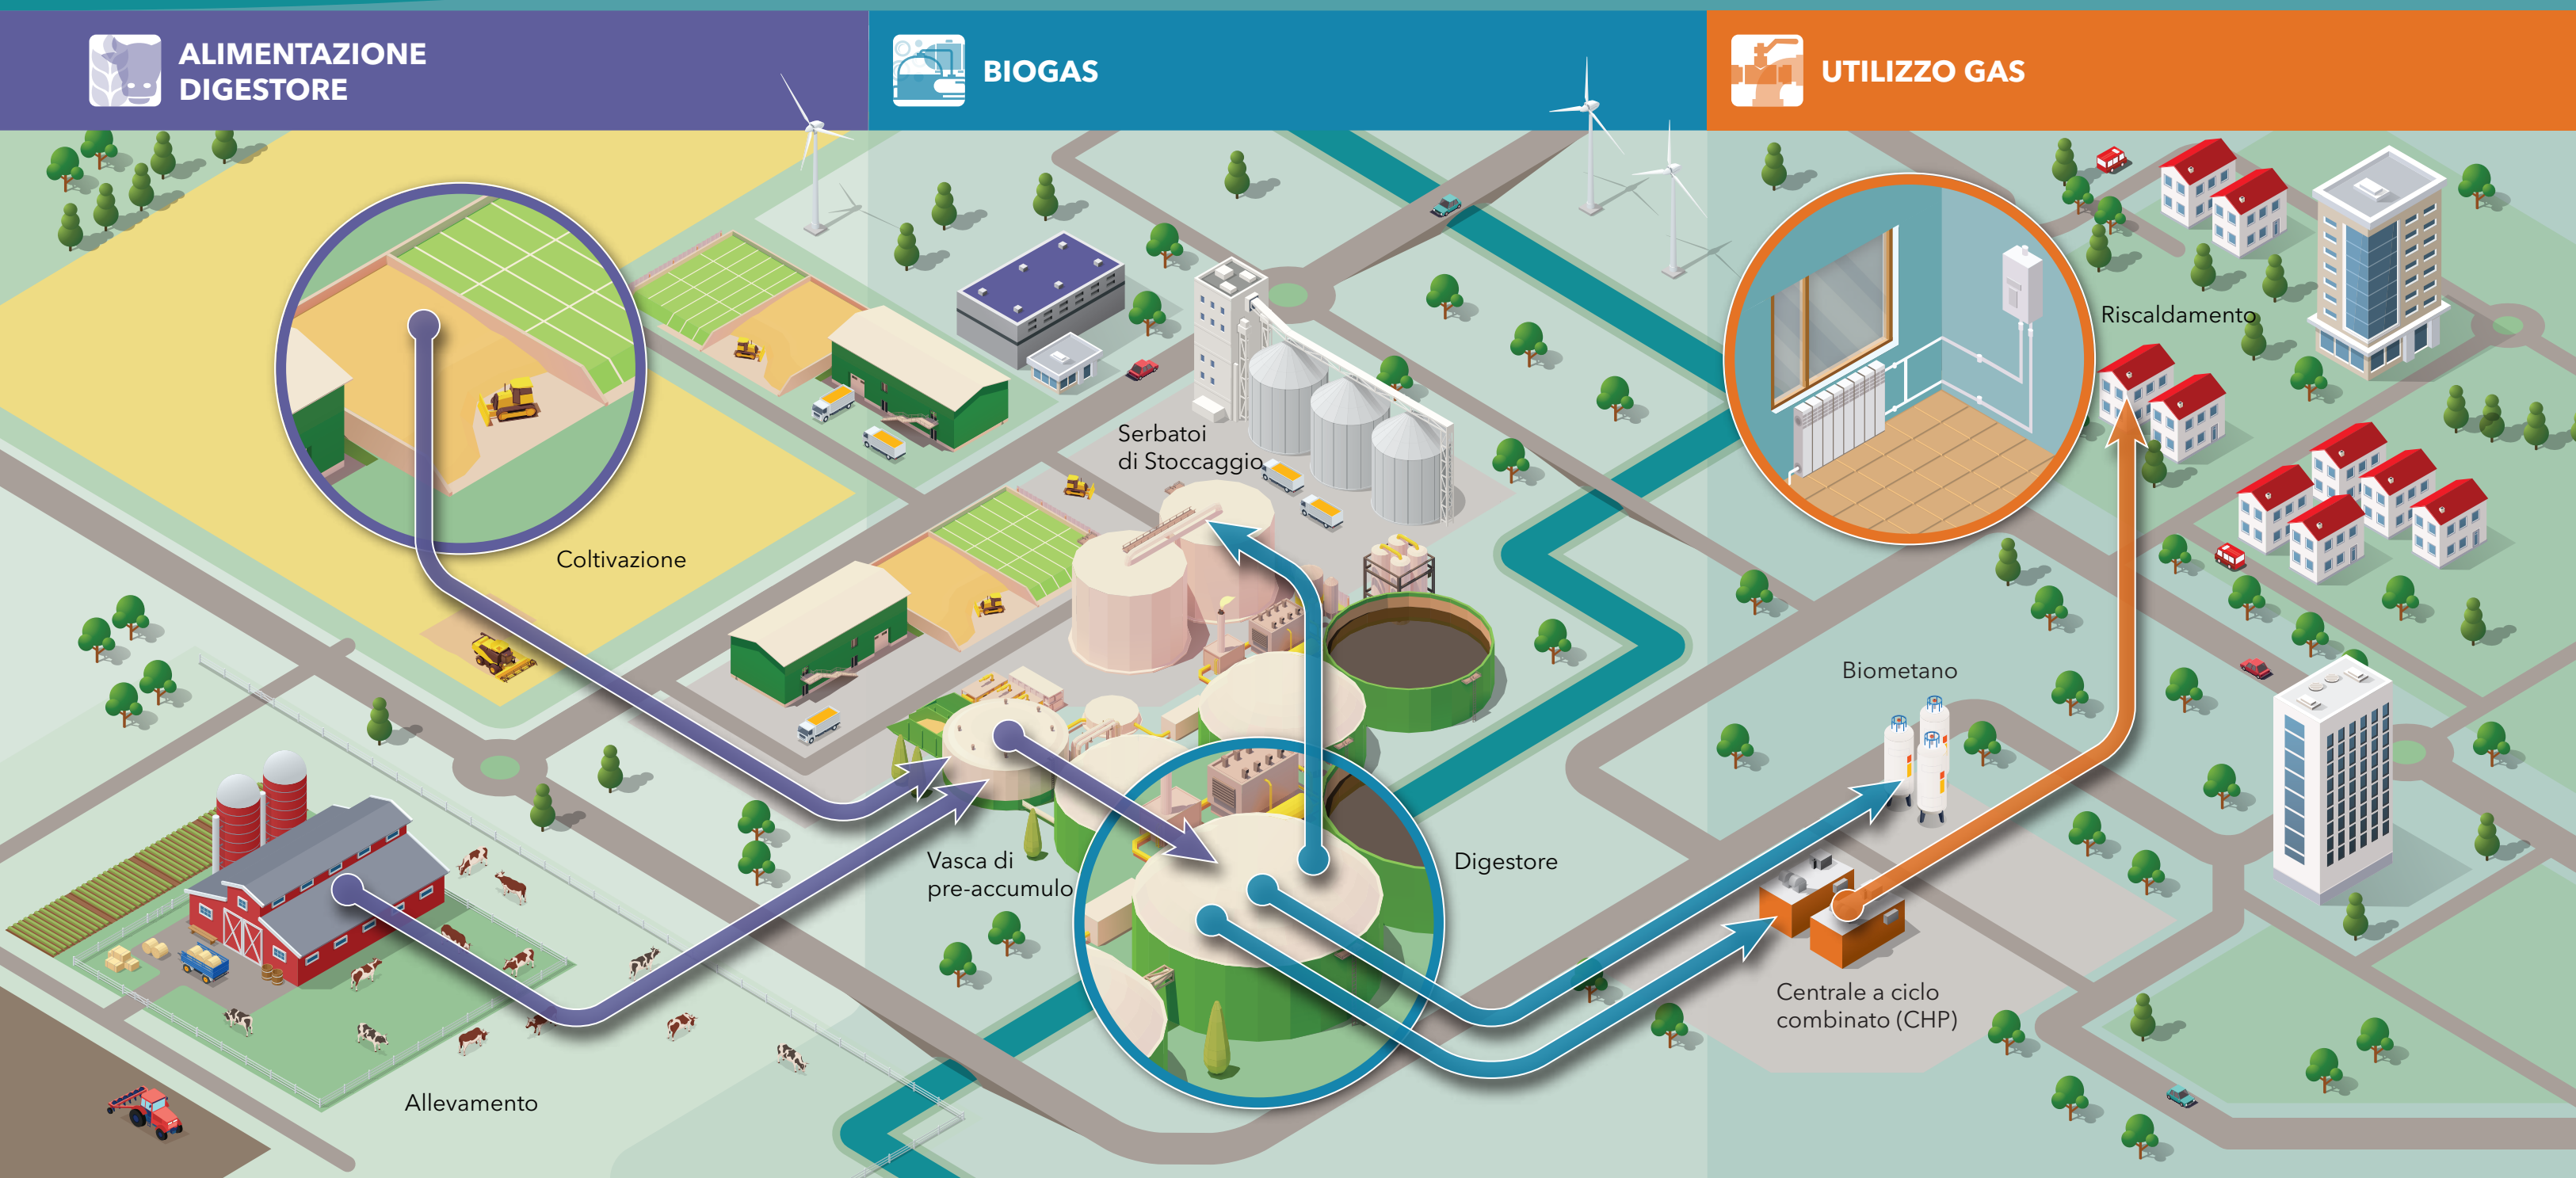 ALIMENTAZIONE
DIGESTORE
BIOGAS
UTILIZZO GAS
Riscaldamento
Serbatoi
di Stoccaggio
Coltivazione
Biometano
Vasca di
pre-accumulo
Digestore
Centrale a ciclo
combinato (CHP)
Allevamento